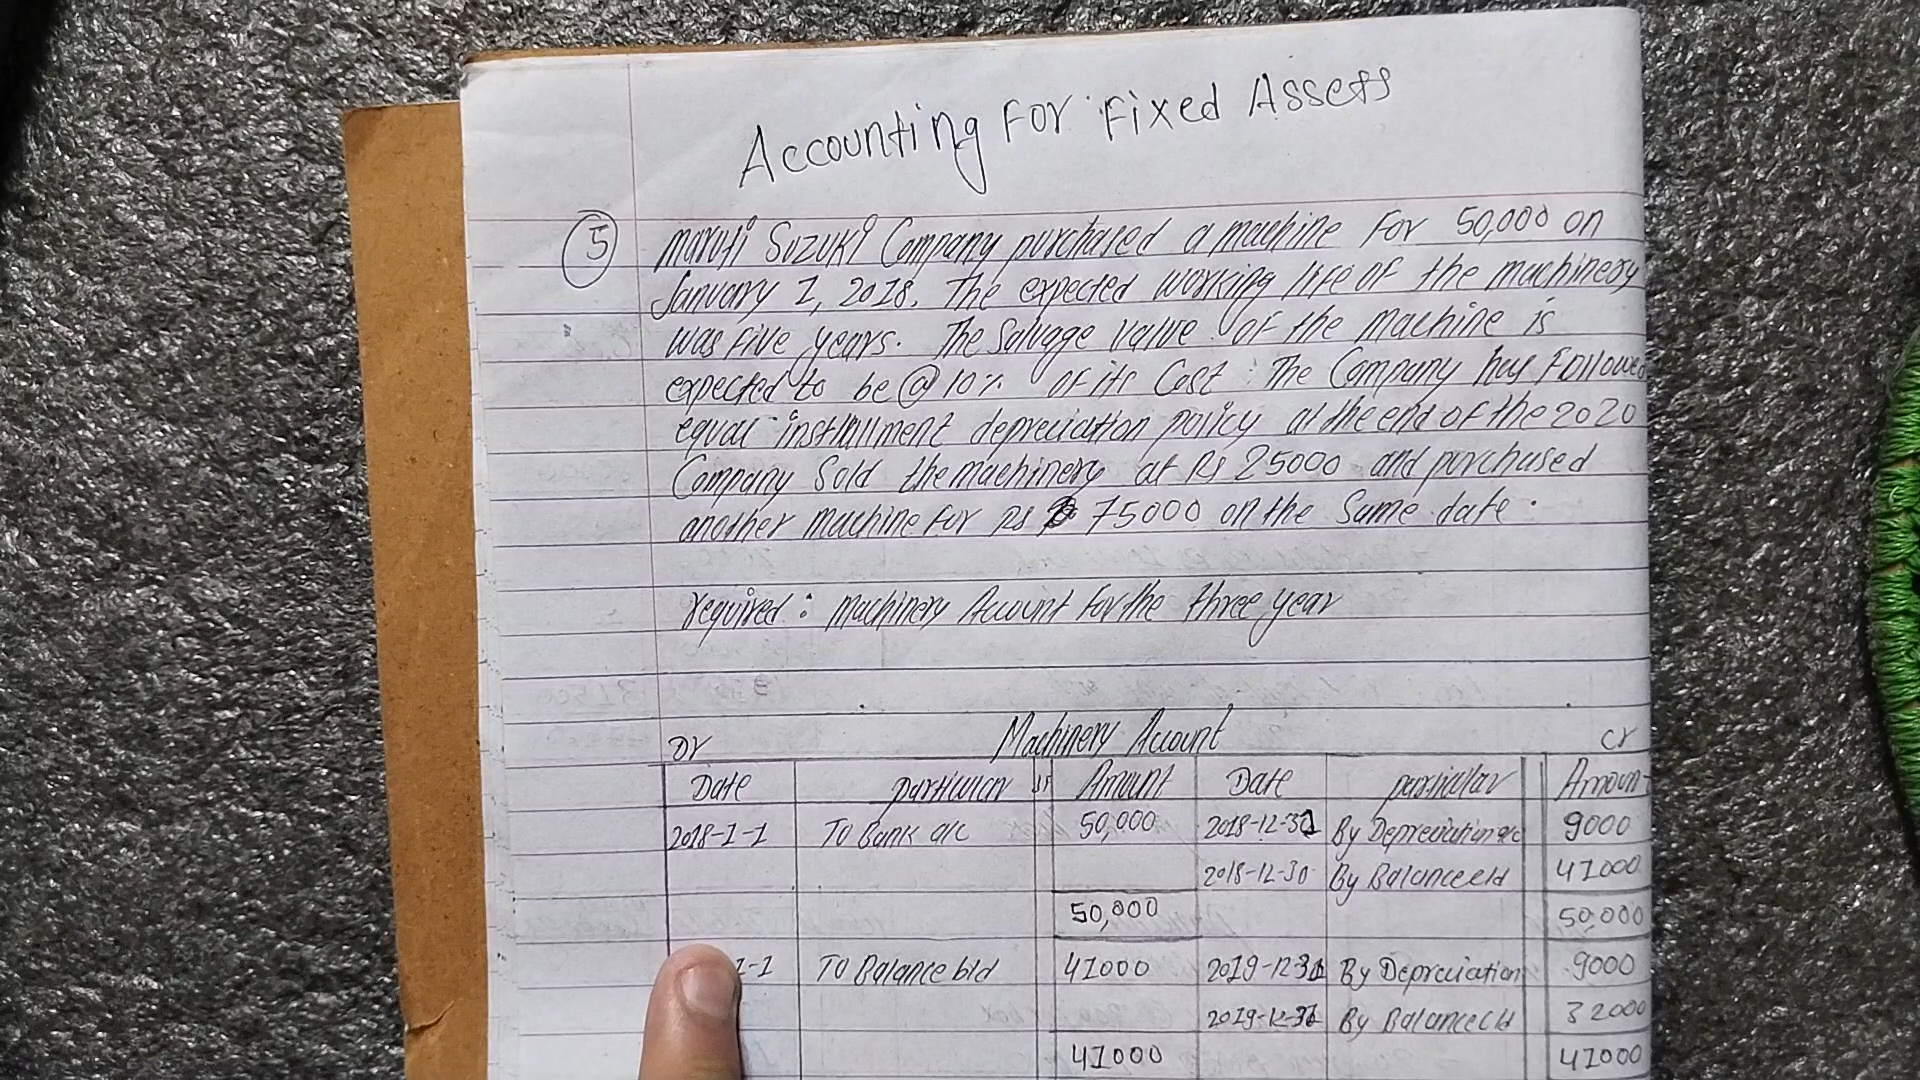 Accounting For Fixed Assets
5 Maruti Suzuki Company purchased a machine For 50,000 on
January 1, 2018. The expected working life of the machinery
was five years. The Salvage value of the machine is
expected to be @ 10% of its Cost. The Company has Followed
equal installment depreciation policy at the end of the 2020
Company Sold the machinery at Rs 25000 and purchased
another machine for Rs 75000 on the Same date.
required: Machinery Account for the three year
Dr Machinery Account Cr
Date particular LF Amount Date particular Amount
2018-1-1 To Bank a/c 50,000 2018-12-31 By Depreciation a/c 9000
2018-12-30 By Balance c/d 41000
50,000 50,000
1-1 To Balance b/d 41000 2019-12-31 By Depreciation 9000
2019-12-31 By Balance c/d 32000
41000 41000